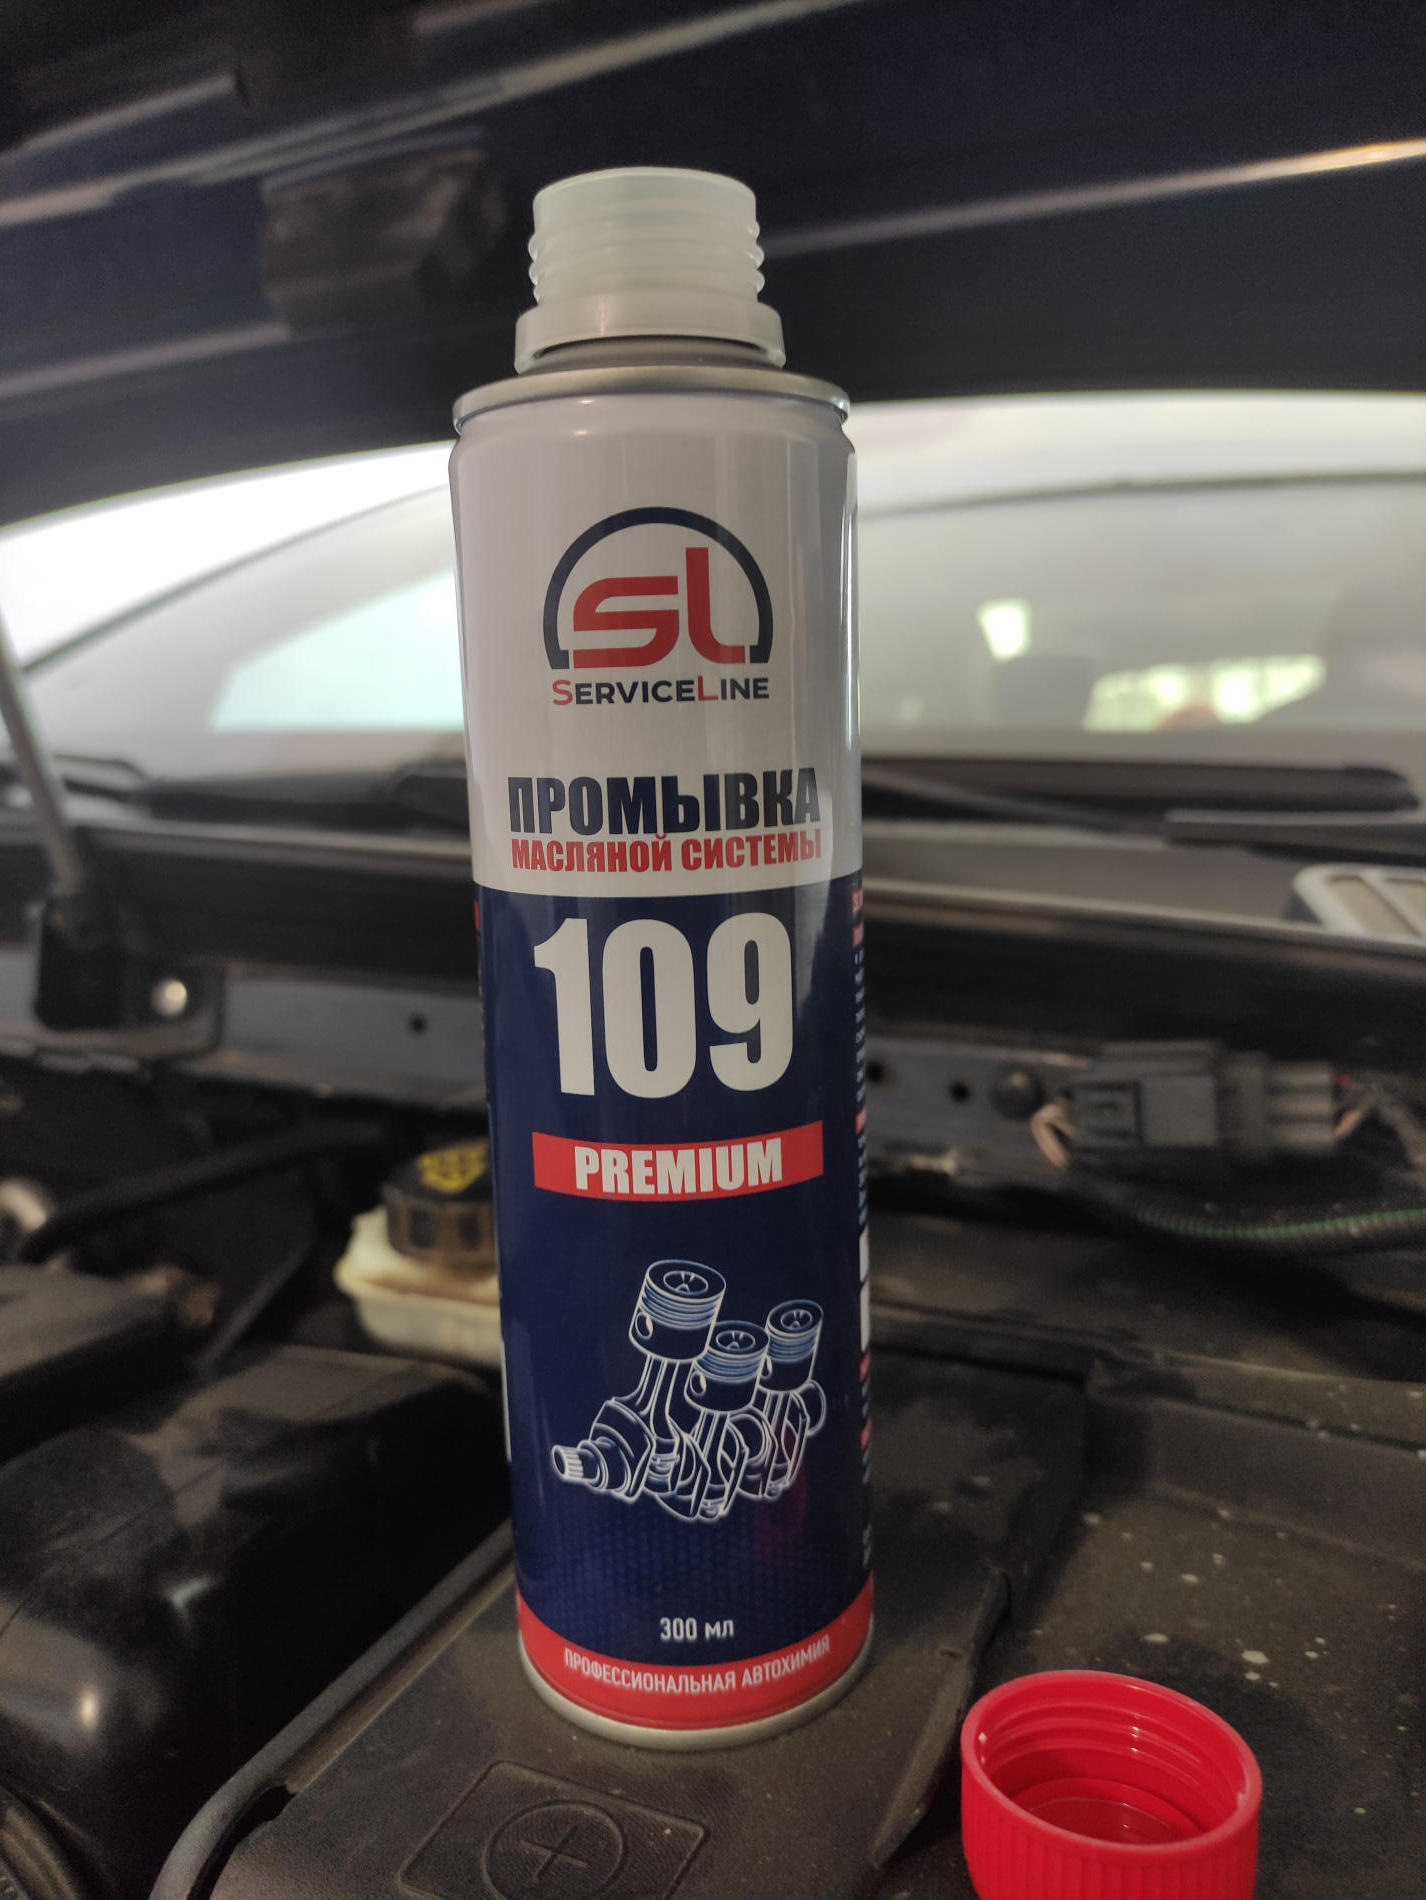 SL
SERVICELINE
ПРОМЫВКА
МАСЛЯНОЙ СИСТЕМЫ
109
PREMIUM
300 мл
ПРОФЕССИОНАЛЬНАЯ АВТОХИМИЯ